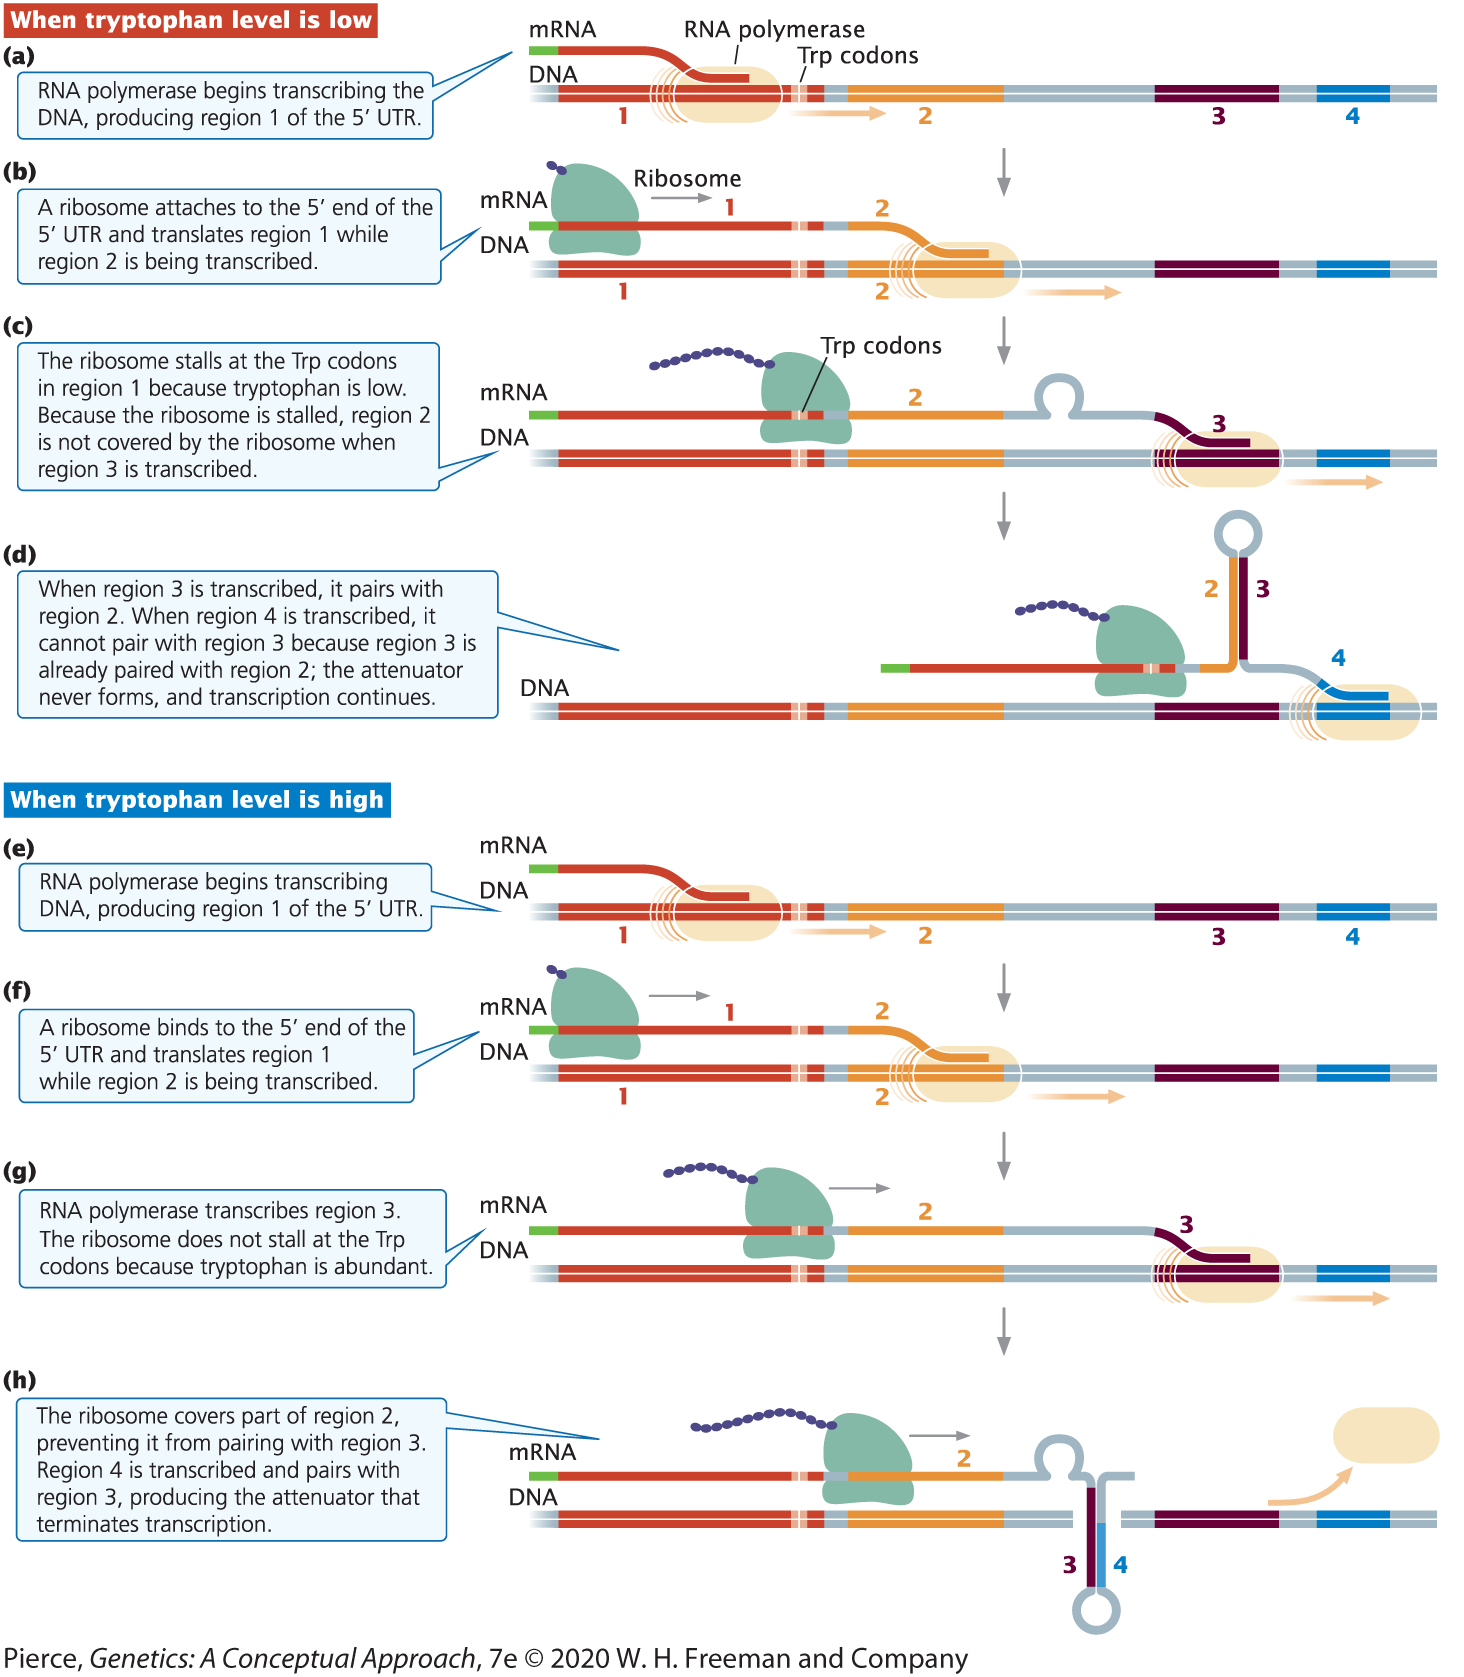 When tryptophan level is low
(a)
RNA polymerase begins transcribing the
DNA, producing region 1 of the 5’ UTR.
mRNA
RNA polymerase
Trp codons
DNA
1
2
3
4
(b)
A ribosome attaches to the 5’ end of the
5’ UTR and translates region 1 while
region 2 is being transcribed.
Ribosome
mRNA
1
2
DNA
1
2
(c)
The ribosome stalls at the Trp codons
in region 1 because tryptophan is low.
Because the ribosome is stalled, region 2
is not covered by the ribosome when
region 3 is transcribed.
Trp codons
mRNA
2
3
DNA
(d)
When region 3 is transcribed, it pairs with
region 2. When region 4 is transcribed, it
cannot pair with region 3 because region 3 is
already paired with region 2; the attenuator
never forms, and transcription continues.
2
3
4
DNA
When tryptophan level is high
(e)
RNA polymerase begins transcribing
DNA, producing region 1 of the 5’ UTR.
mRNA
DNA
1
2
3
4
(f)
A ribosome binds to the 5’ end of the
5’ UTR and translates region 1
while region 2 is being transcribed.
mRNA
1
2
DNA
1
2
(g)
RNA polymerase transcribes region 3.
The ribosome does not stall at the Trp
codons because tryptophan is abundant.
mRNA
2
3
DNA
(h)
The ribosome covers part of region 2,
preventing it from pairing with region 3.
Region 4 is transcribed and pairs with
region 3, producing the attenuator that
terminates transcription.
mRNA
2
DNA
3
4
Pierce, Genetics: A Conceptual Approach, 7e © 2020 W. H. Freeman and Company